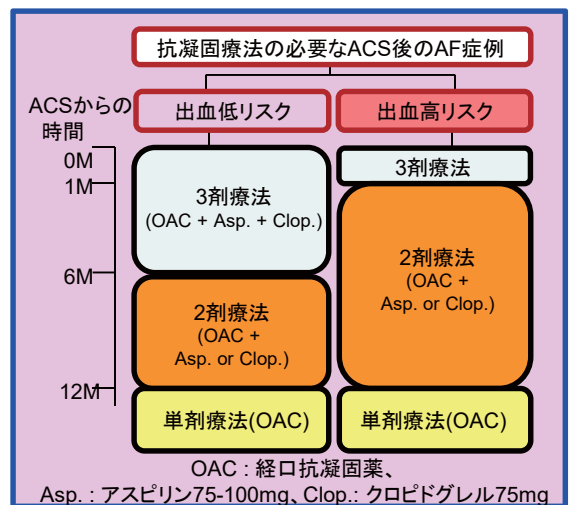 抗凝固療法の必要なACS後のAF症例
ACSからの
時間
出血低リスク
出血高リスク
0M
1M
6M
12M
3剤療法
(OAC + Asp. + Clop.)
2剤療法
(OAC +
Asp. or Clop.)
単剤療法(OAC)
3剤療法
2剤療法
(OAC +
Asp. or Clop.)
単剤療法(OAC)
OAC : 経口抗凝固薬、
Asp. : アスピリン75-100mg、Clop.: クロピドグレル75mg